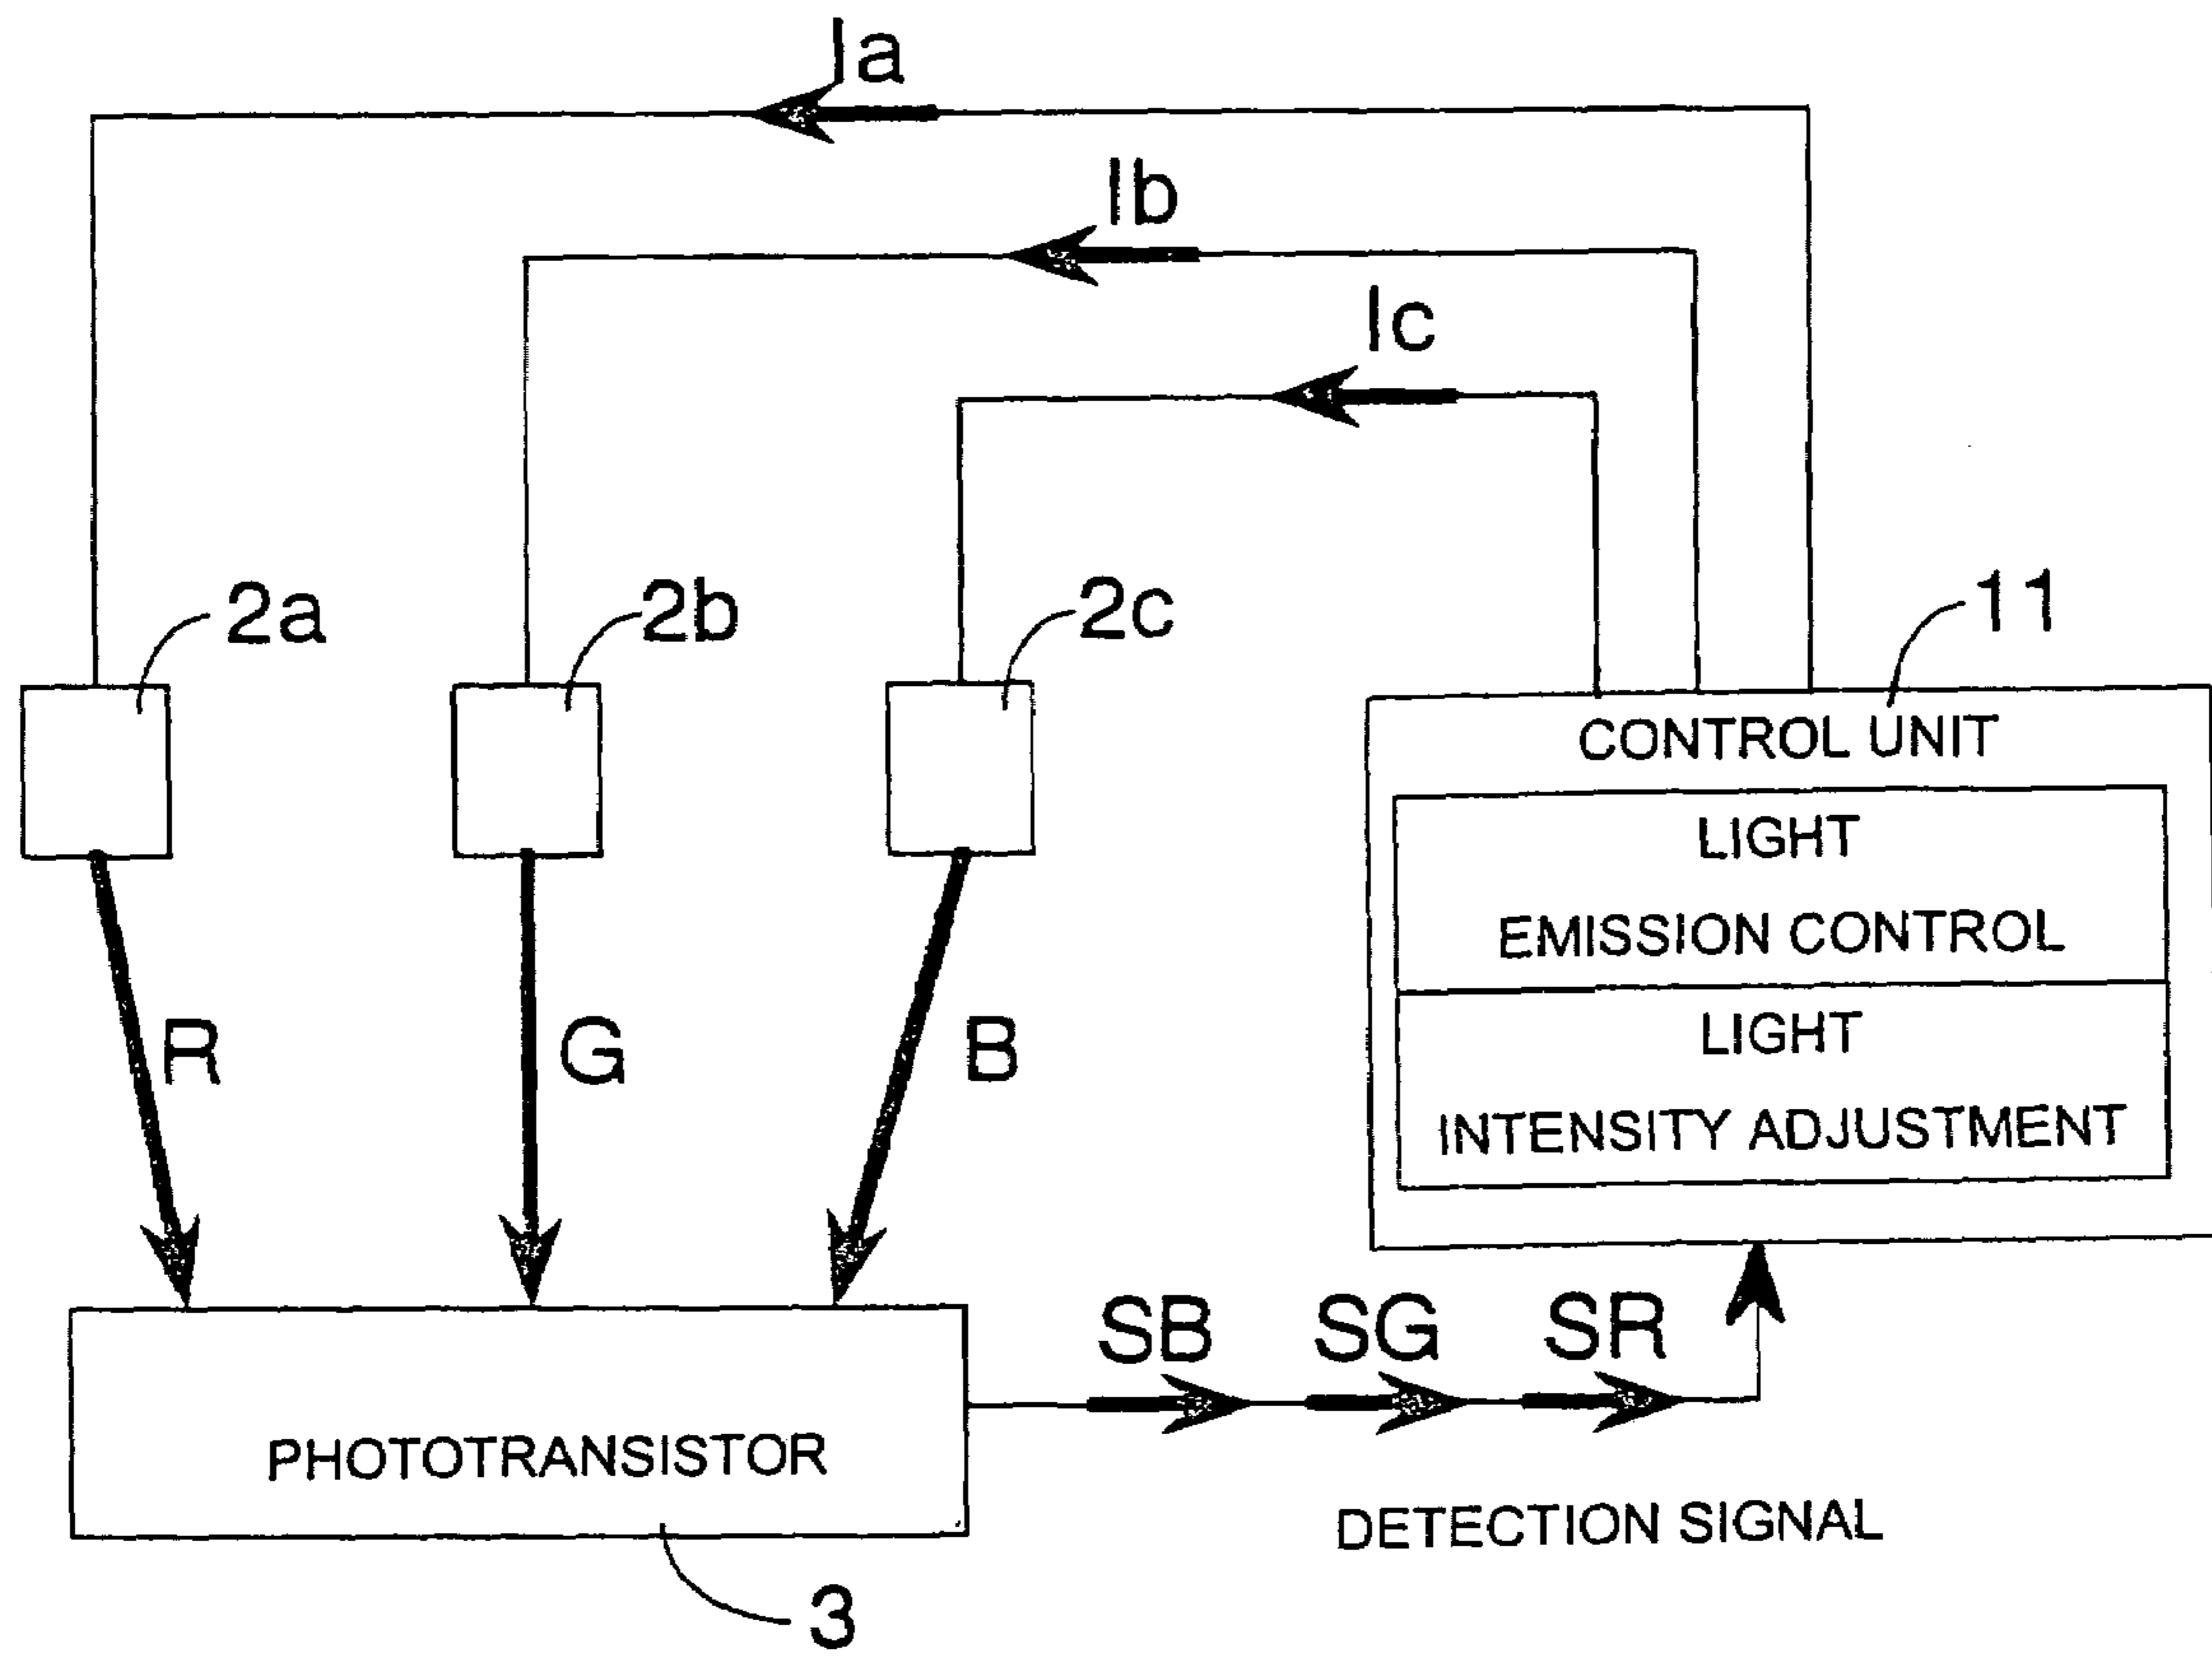 Ia
Ib
Ic
2a
2b
2c
11
CONTROL UNIT
LIGHT
EMISSION CONTROL
LIGHT
INTENSITY ADJUSTMENT
R
G
B
SB
SG
SR
PHOTOTRANSISTOR
DETECTION SIGNAL
3